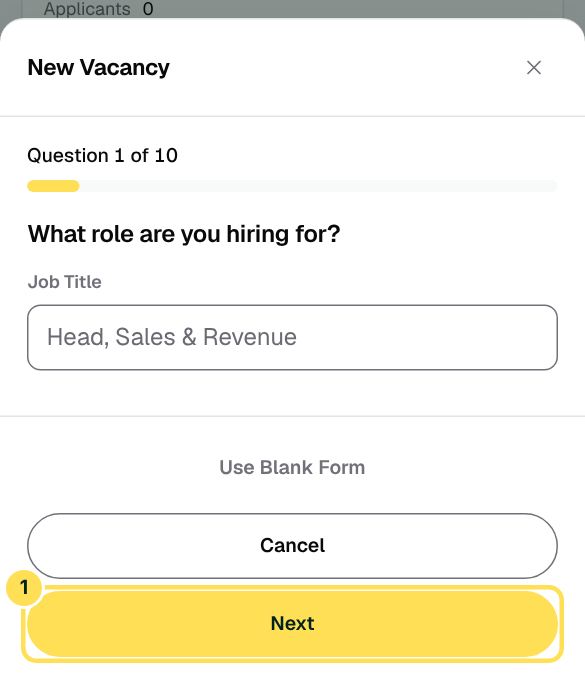 Applicants 0
New Vacancy
Question 1 of 10
What role are you hiring for?
Job Title
Head, Sales & Revenue
Use Blank Form
Cancel
1
Next